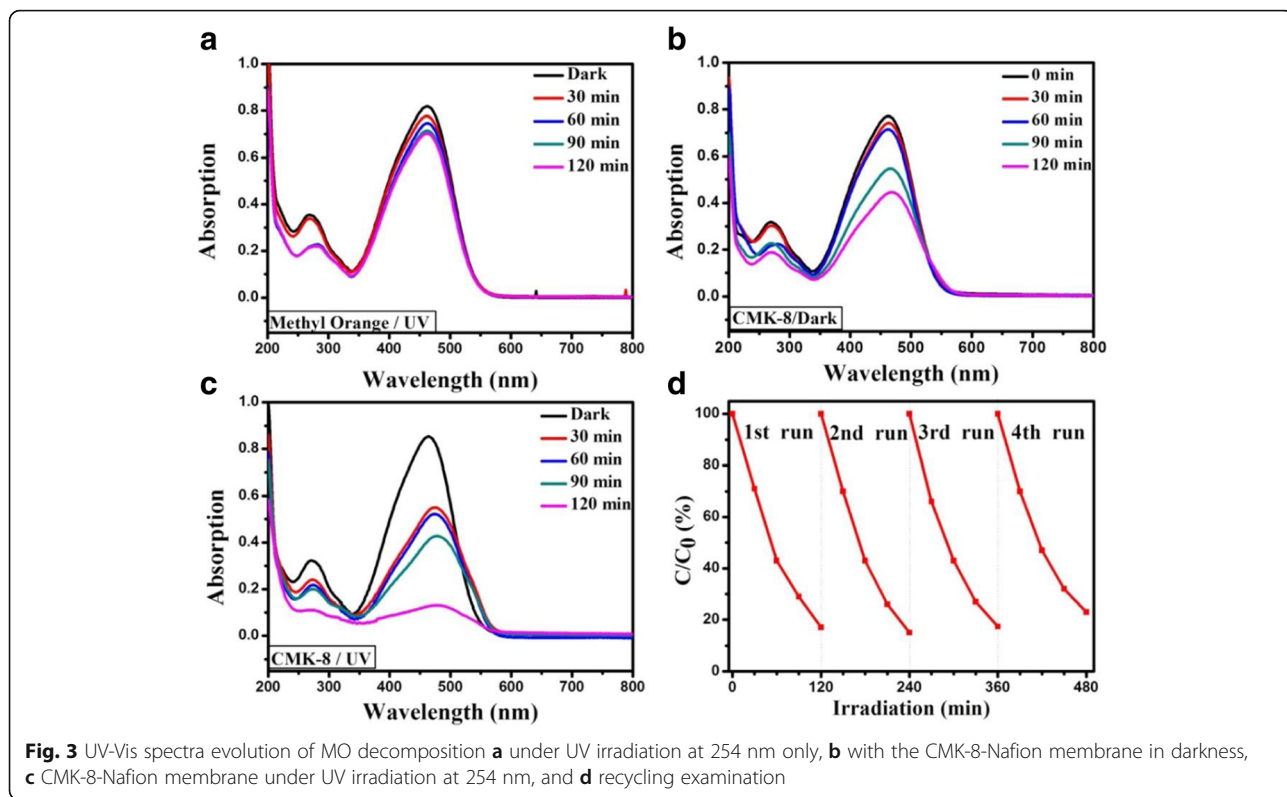 a
1.0
0.8
0.6
0.4
0.2
0.0
Absorption
Dark
30 min
60 min
90 min
120 min
Methyl Orange / UV
200 300 400 500 600 700 800
Wavelength (nm)
b
1.0
0.8
0.6
0.4
0.2
0.0
Absorption
0 min
30 min
60 min
90 min
120 min
CMK-8/Dark
200 300 400 500 600 700 800
Wavelength (nm)
c
1.0
0.8
0.6
0.4
0.2
0.0
Absorption
Dark
30 min
60 min
90 min
120 min
CMK-8 / UV
200 300 400 500 600 700 800
Wavelength (nm)
d
100
80
60
40
20
0
C/C0 (%)
1st run 2nd run 3rd run 4th run
0 120 240 360 480
Irradiation (min)
Fig. 3 UV-Vis spectra evolution of MO decomposition a under UV irradiation at 254 nm only, b with the CMK-8-Nafion membrane in darkness,
c CMK-8-Nafion membrane under UV irradiation at 254 nm, and d recycling examination